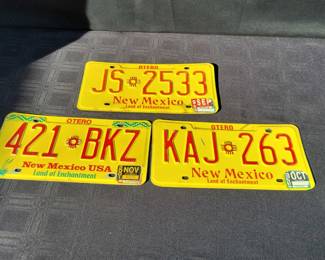 OTERO
SEP
JS 2533
New Mexico
Land of Enchantment
OTERO
421 BKZ
NOV
New Mexico USA
Land of Enchantment
OTERO
KAJ 263
OCT
New Mexico
Land of Enchantment